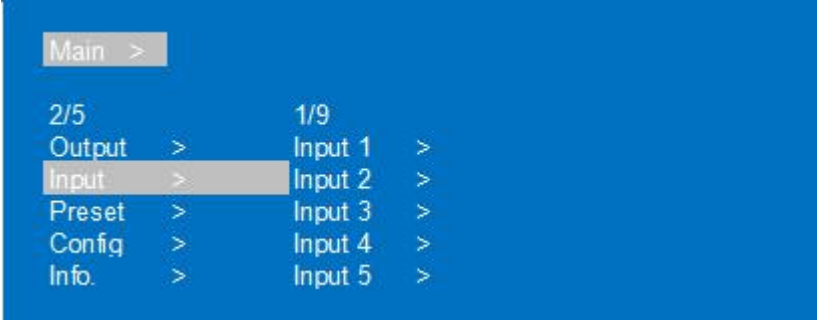 Main >
2/5 1/9
Output > Input 1 >
Input > Input 2 >
Preset > Input 3 >
Config > Input 4 >
Info. > Input 5 >